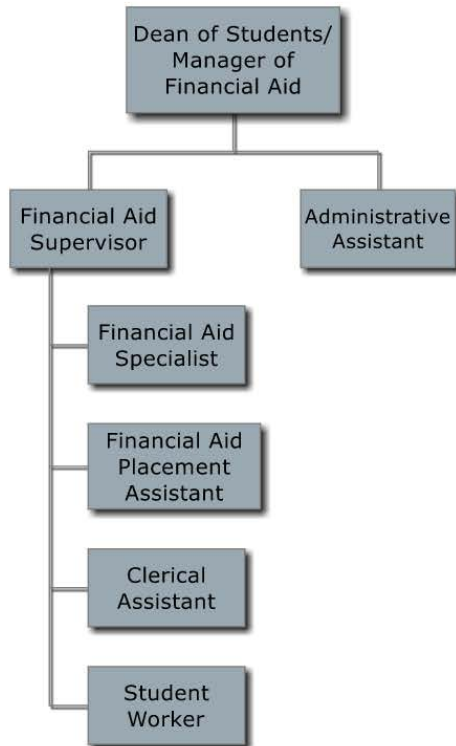 Dean of Students/
Manager of
Financial Aid
Financial Aid
Supervisor
Administrative
Assistant
Financial Aid
Specialist
Financial Aid
Placement
Assistant
Clerical
Assistant
Student
Worker